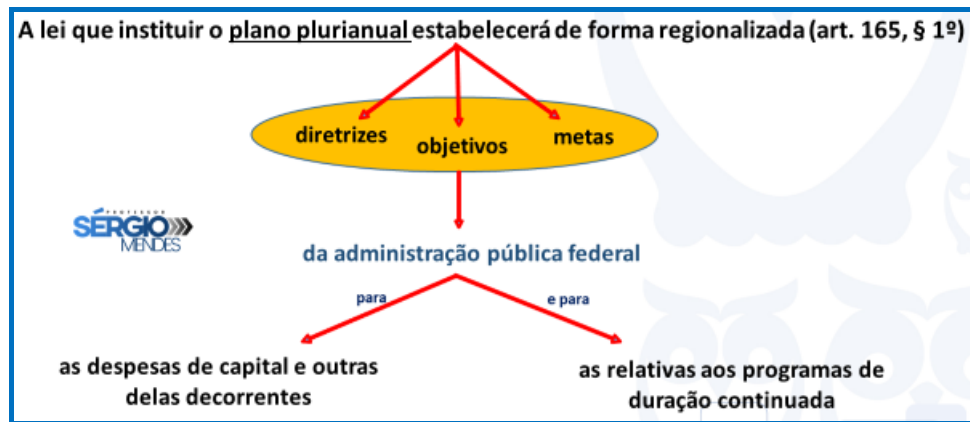 A lei que instituir o plano plurianual estabelecerá de forma regionalizada (art. 165, § 1º)
diretrizes
objetivos
metas
PROFESSOR
SÉRGIO
MENDES
da administração pública federal
para
e para
as despesas de capital e outras
delas decorrentes
as relativas aos programas de
duração continuada